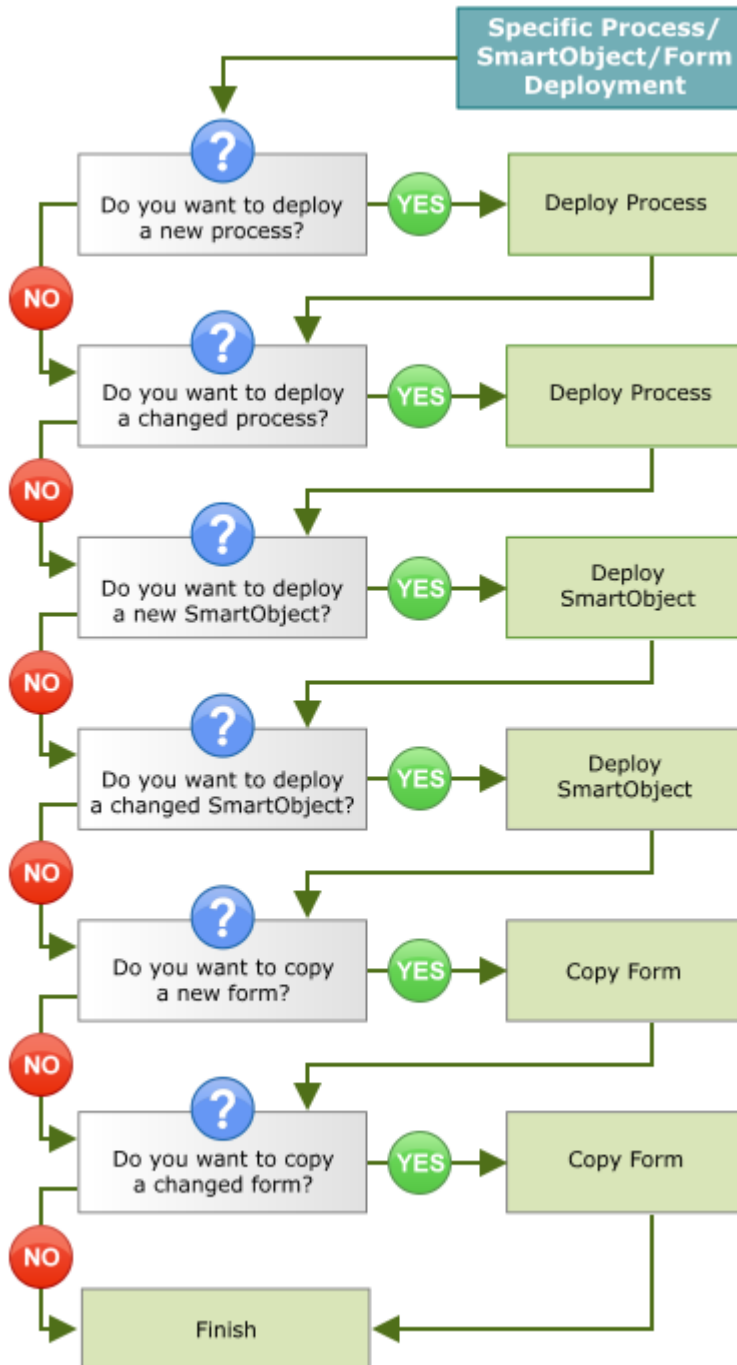 Specific Process/
SmartObject/Form
Deployment
?
Do you want to deploy
a new process?
YES
Deploy Process
NO
?
Do you want to deploy
a changed process?
YES
Deploy Process
NO
?
Do you want to deploy
a new SmartObject?
YES
Deploy
SmartObject
NO
?
Do you want to deploy
a changed SmartObject?
YES
Deploy
SmartObject
NO
?
Do you want to copy
a new form?
YES
Copy Form
NO
?
Do you want to copy
a changed form?
YES
Copy Form
NO
Finish